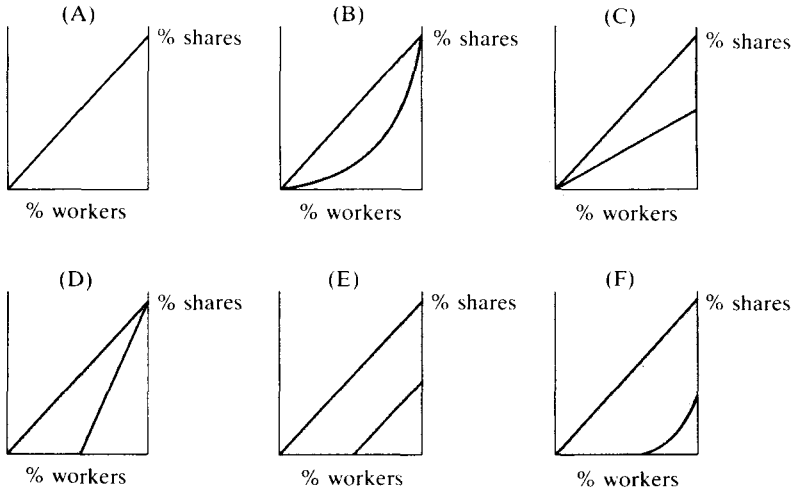 (A)
% shares
% workers
(B)
% shares
% workers
(C)
% shares
% workers
(D)
% shares
% workers
(E)
% shares
% workers
(F)
% shares
% workers